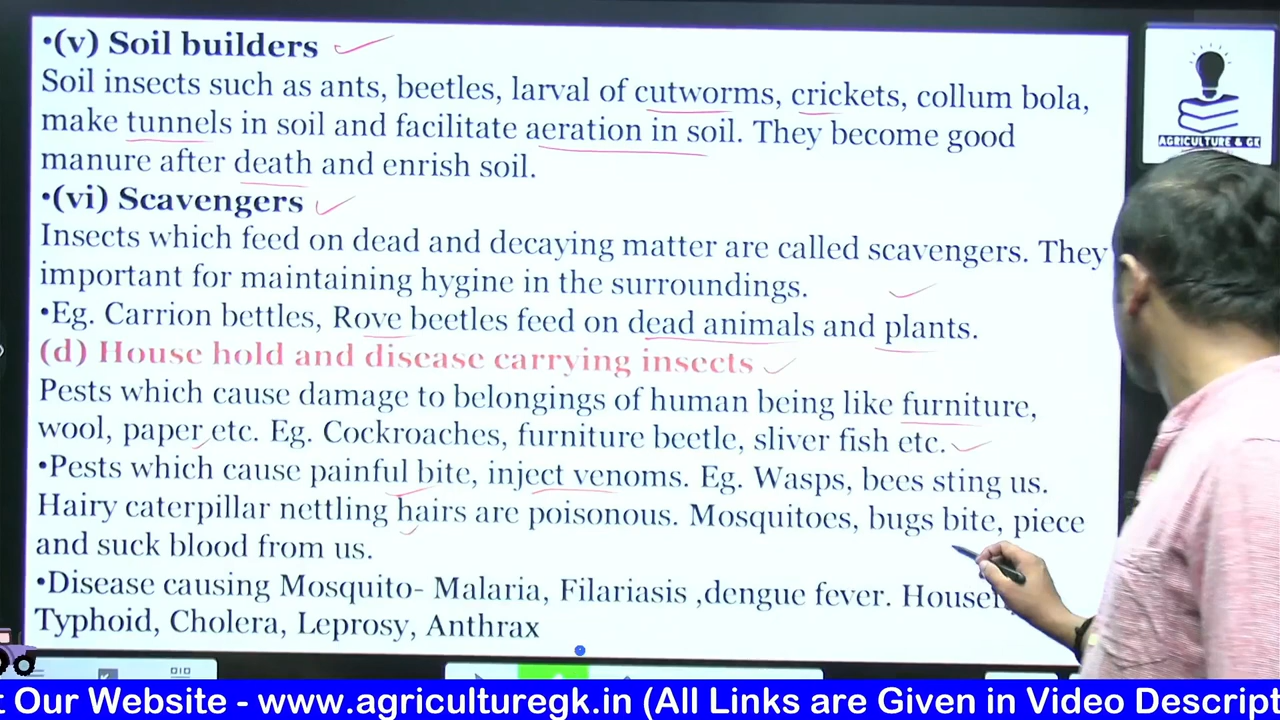 •(v) Soil builders
Soil insects such as ants, beetles, larval of cutworms, crickets, collum bola,
make tunnels in soil and facilitate aeration in soil. They become good
manure after death and enrish soil.
•(vi) Scavengers
Insects which feed on dead and decaying matter are called scavengers. They
important for maintaining hygine in the surroundings.
•Eg. Carrion bettles, Rove beetles feed on dead animals and plants.
(d) House hold and disease carrying insects
Pests which cause damage to belongings of human being like furniture,
wool, paper etc. Eg. Cockroaches, furniture beetle, sliver fish etc.
•Pests which cause painful bite, inject venoms. Eg. Wasps, bees sting us.
Hairy caterpillar nettling hairs are poisonous. Mosquitoes, bugs bite, piece
and suck blood from us.
•Disease causing Mosquito- Malaria, Filariasis ,dengue fever.
Typhoid, Cholera, Leprosy, Anthrax
AGRICULTURE & GK
Our Website - www.agriculturegk.in (All Links are Given in Video Descript